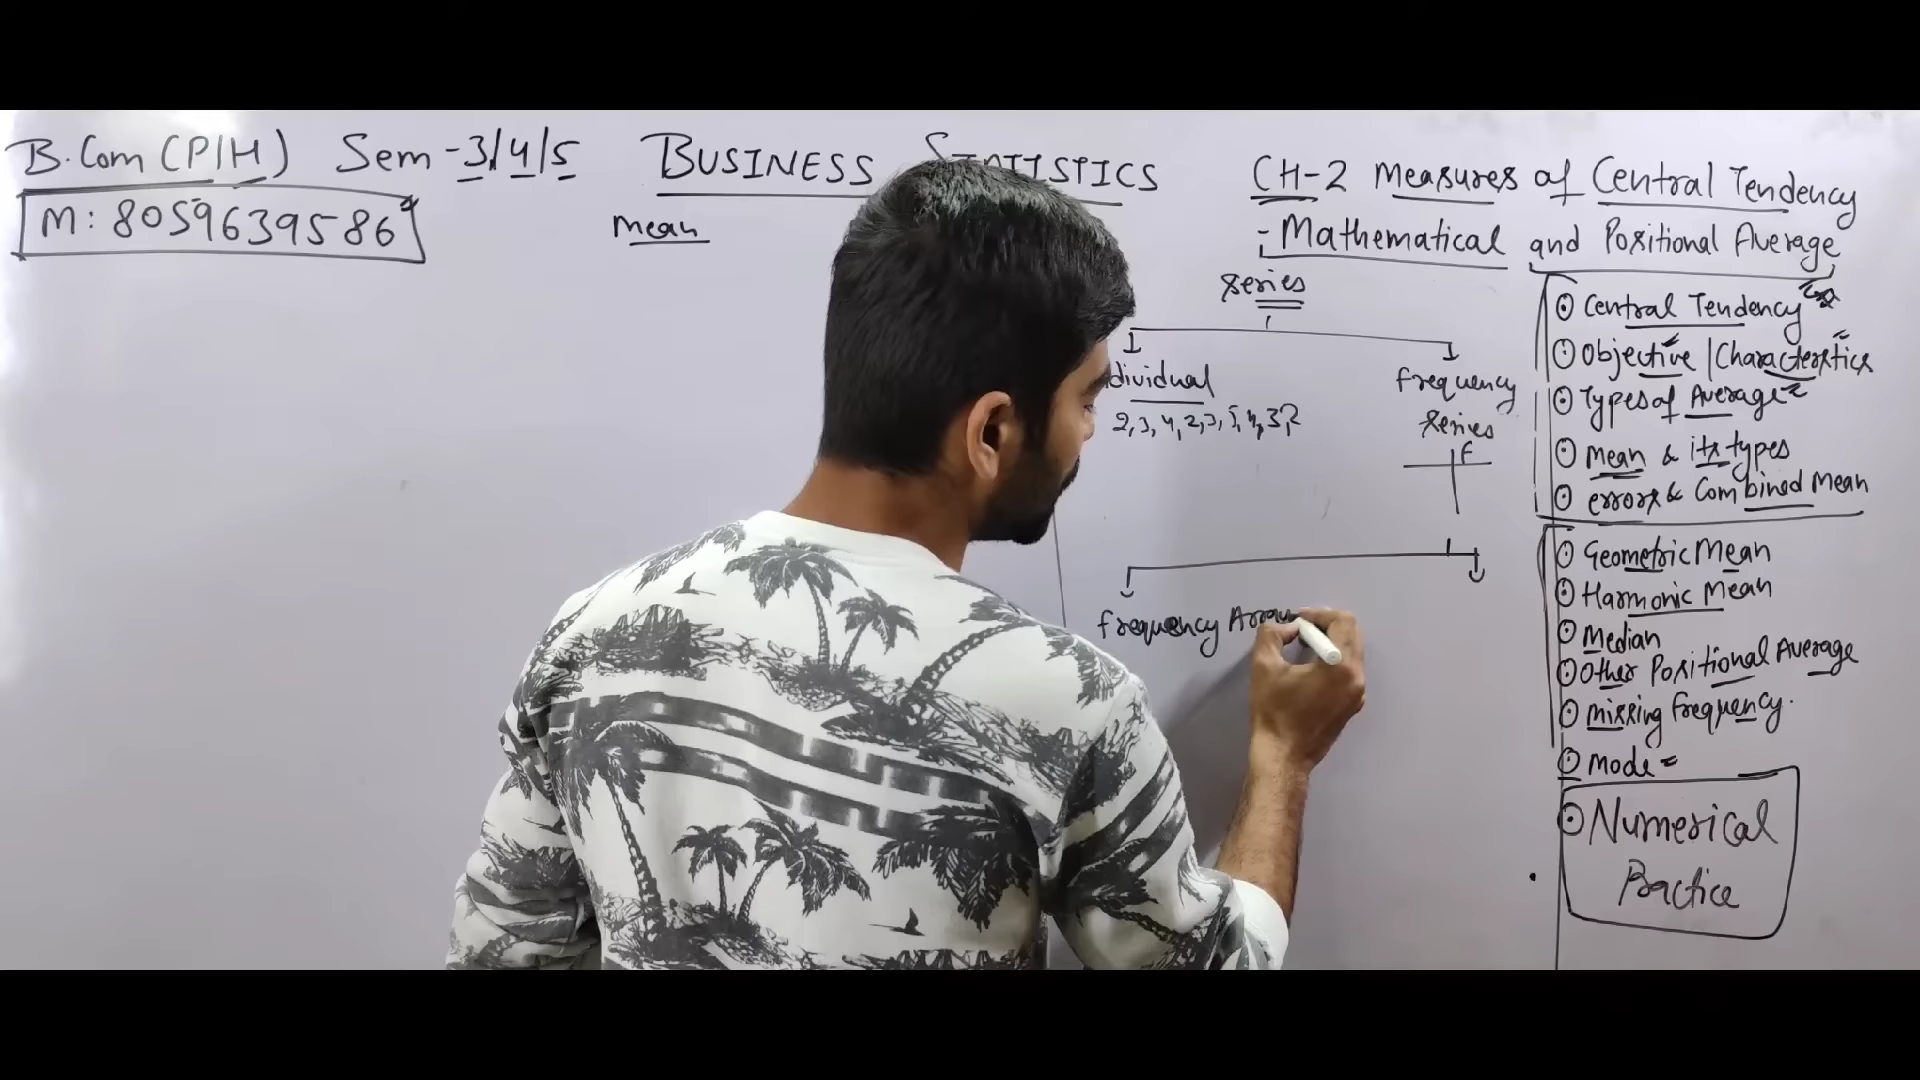 B.Com (P/H) Sem-3/4/5 BUSINESS STATISTICS
M: 8059639586
Mean
CH-2 Measures of Central Tendency
- Mathematical and Positional Average
Series
dividual
2,3,4,2,3,5,4,3,2
frequency
Series
F
frequency Array
Central Tendency
Objective / Characterstics
Types of Average
Mean & its types
errors & Combined Mean
Geometric Mean
Harmonic Mean
Median
Other Positional Average
missing frequency.
Mode
Numerical
Practice